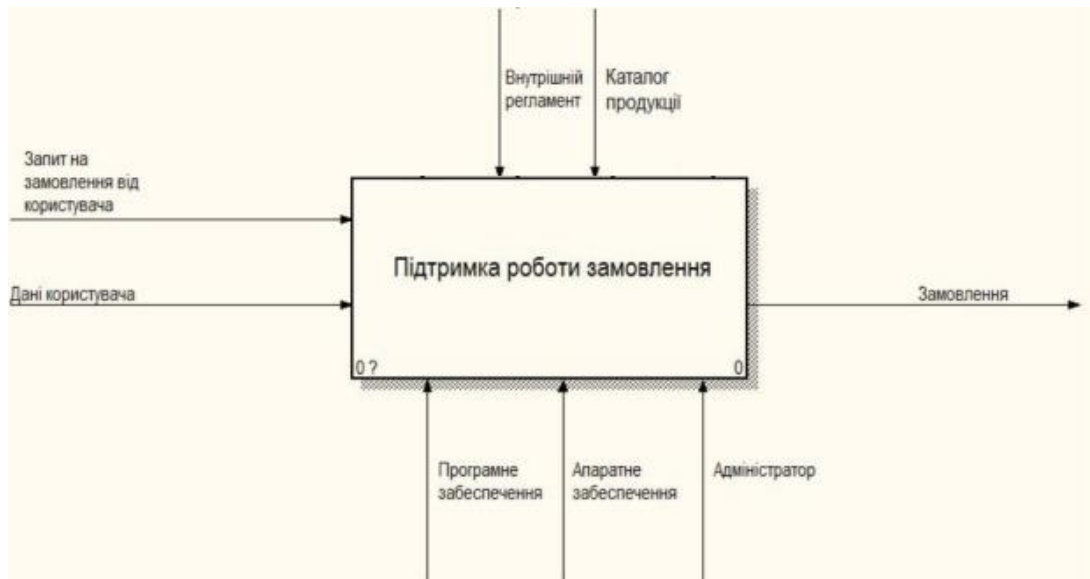 Внутрішній
регламент
Каталог
продукції
Запит на
замовлення від
користувача
Підтримка роботи замовлення
Дані користувача
Замовлення
0 ?
0
Програмне
забеспечення
Апаратне
забеспечення
Адміністратор